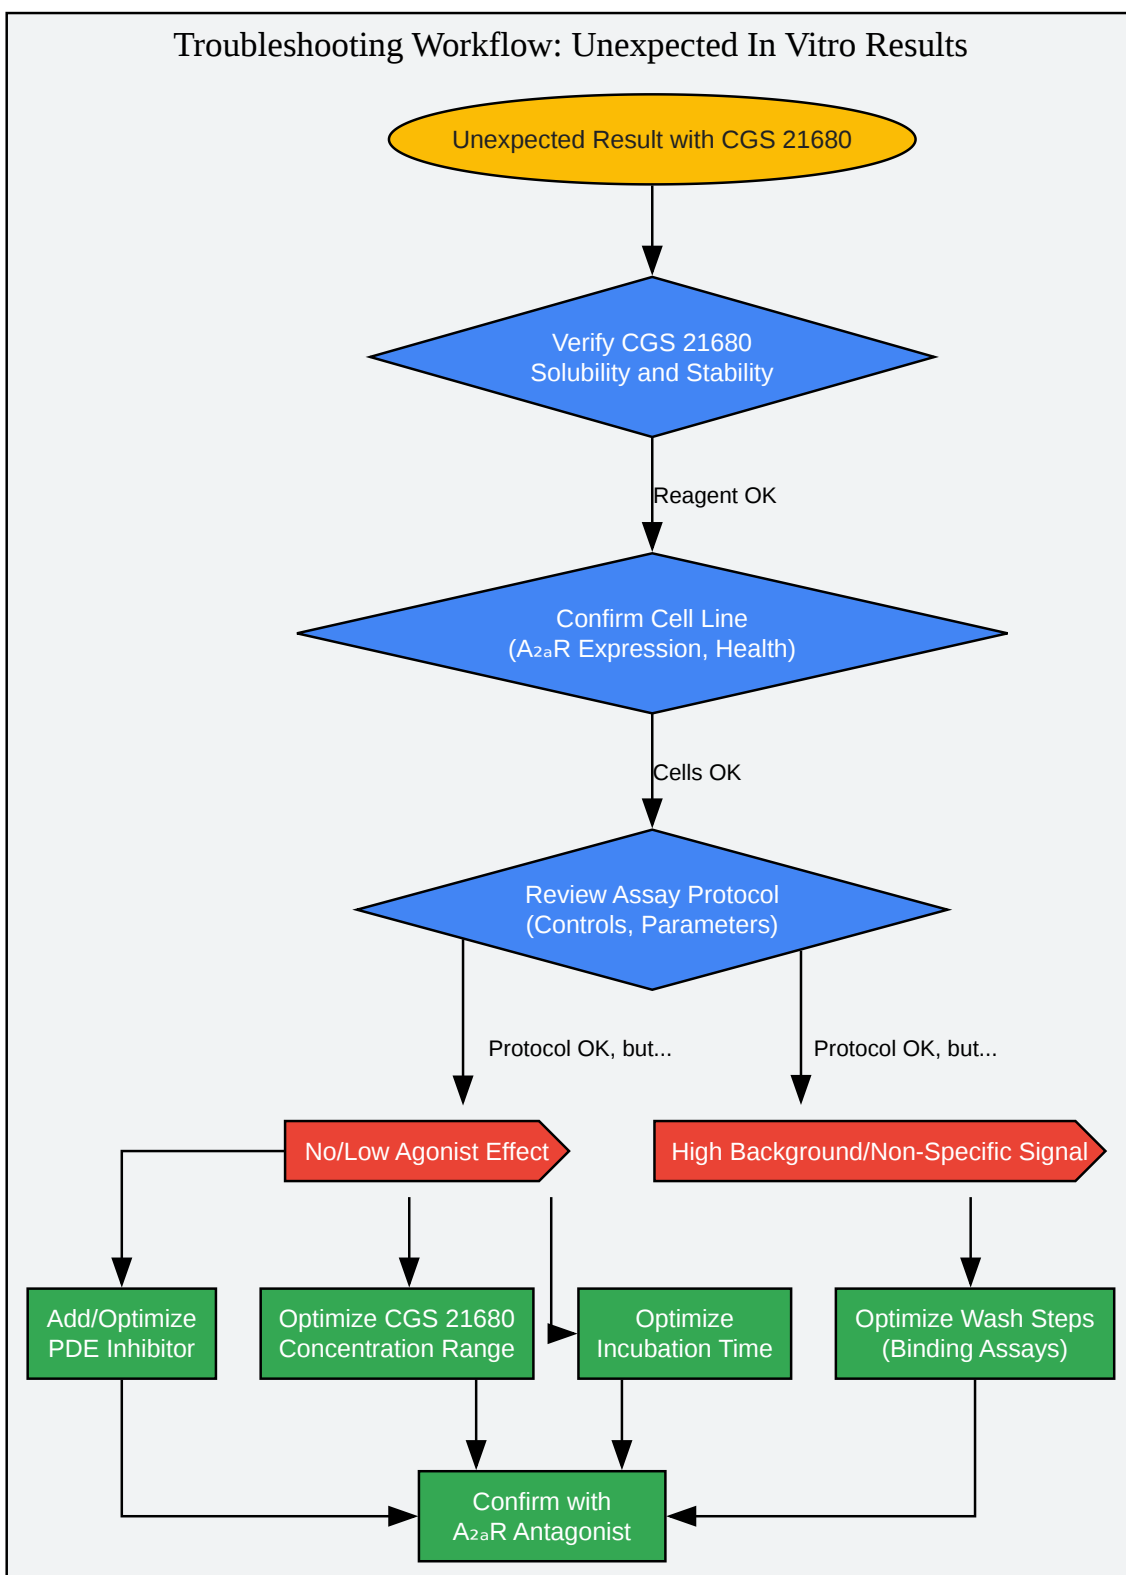 Troubleshooting Workflow: Unexpected In Vitro Results
Unexpected Result with CGS 21680
Verify CGS 21680
Solubility and Stability
Reagent OK
Confirm Cell Line
(A₂ₐR Expression, Health)
Cells OK
Review Assay Protocol
(Controls, Parameters)
Protocol OK, but...
Protocol OK, but...
No/Low Agonist Effect
High Background/Non-Specific Signal
Add/Optimize
PDE Inhibitor
Optimize CGS 21680
Concentration Range
Optimize
Incubation Time
Optimize Wash Steps
(Binding Assays)
Confirm with
A₂ₐR Antagonist